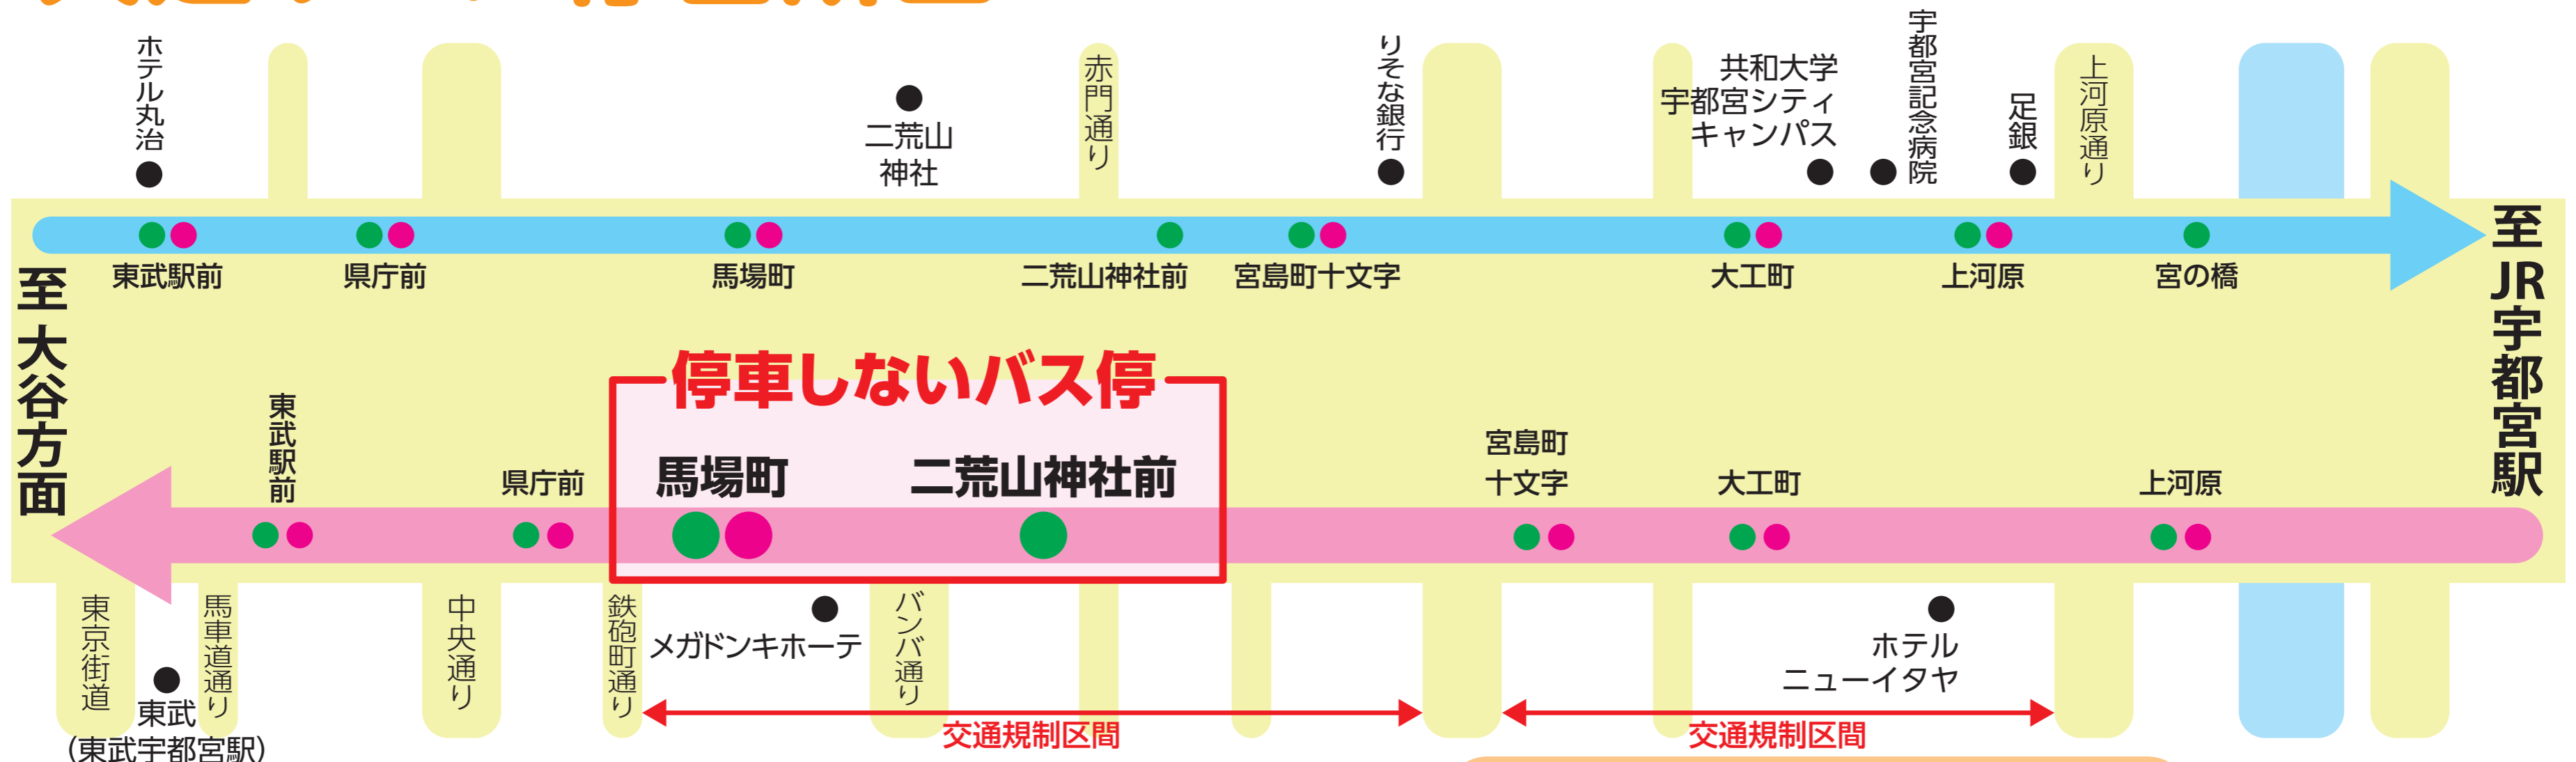 ホテル丸治
二荒山
神社
赤門通り
りそな銀行
共和大学
宇都宮シティ
キャンパス
宇都宮記念病院
足銀
上河原通り
東武駅前
県庁前
馬場町
二荒山神社前
宮島町十文字
大工町
上河原
宮の橋
至大谷方面
至JR宇都宮駅
停車しないバス停
東武駅前
県庁前
馬場町
二荒山神社前
宮島町
十文字
大工町
上河原
東京街道
馬車道通り
東武
（東武宇都宮駅）
中央通り
鉄砲町通り
メガドンキホーテ
バンバ通り
ホテル
ニューイタヤ
交通規制区間
交通規制区間